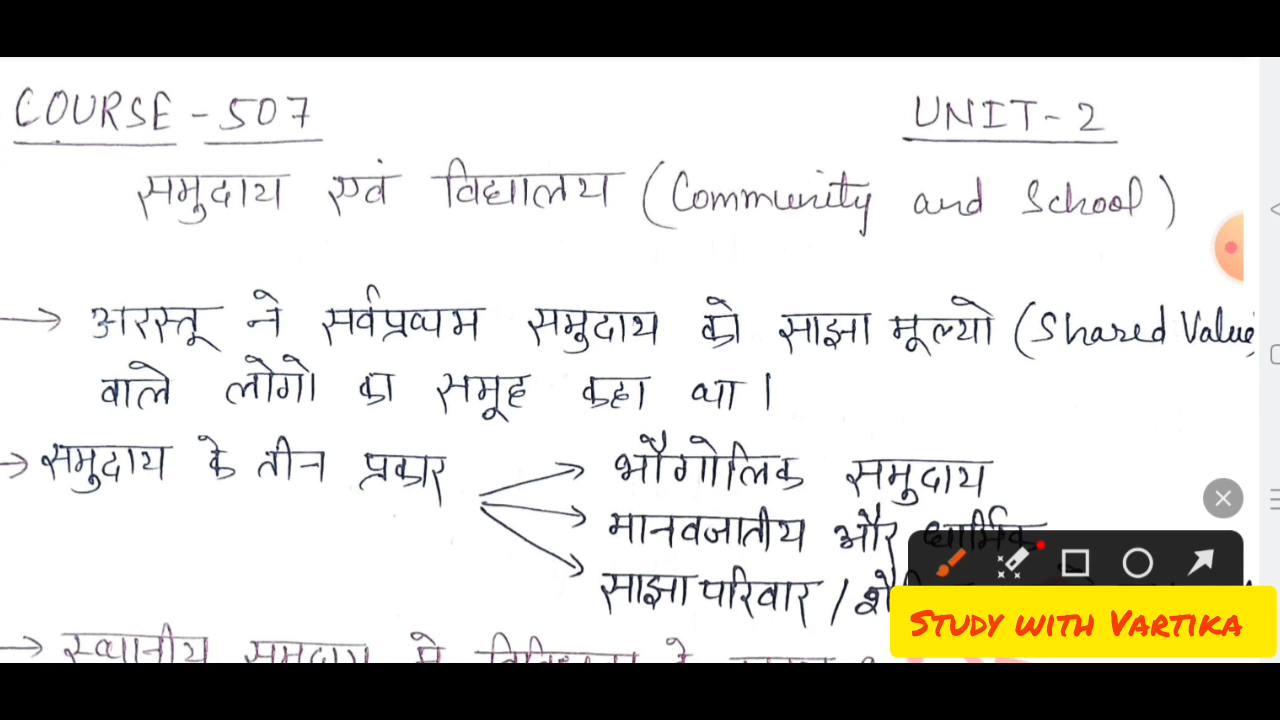 COURSE - 507
UNIT - 2
समुदाय एवं विद्यालय (Community and School)
→ अरस्तू ने सर्वप्रथम समुदाय को साझा मूल्यो (Shared Value
वाले लोगो का समूह कहा था।
→ समुदाय के तीन प्रकार
→ भौगोलिक समुदाय
→ मानवजातीय और धार्मिक
→ साझा परिवार /
→ स्थानीय समुदाय मे
STUDY WITH VARTIKA